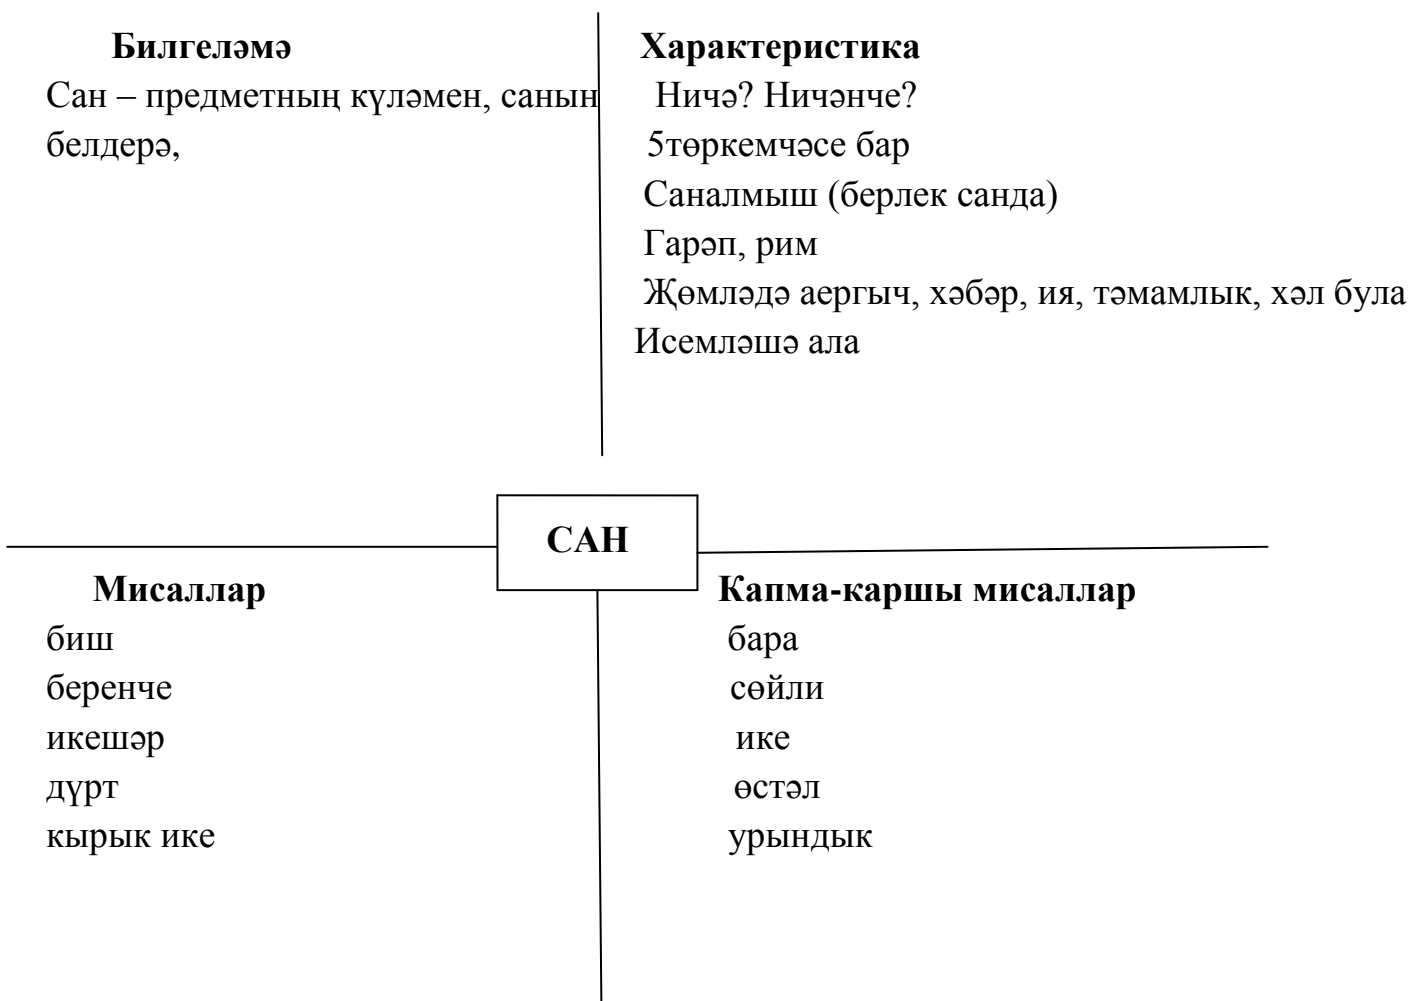 Билгеләмә
Сан – предметның күләмен, санын
белдерә,
Характеристика
Ничә? Ничәнче?
5төркемчәсе бар
Саналмыш (берлек санда)
Гарәп, рим
Җөмләдә аергыч, хәбәр, ия, тәмамлык, хәл була
Исемләшә ала
САН
Мисаллар
биш
беренче
икешәр
дүрт
кырык ике
Капма-каршы мисаллар
бара
сөйли
ике
өстәл
урындык